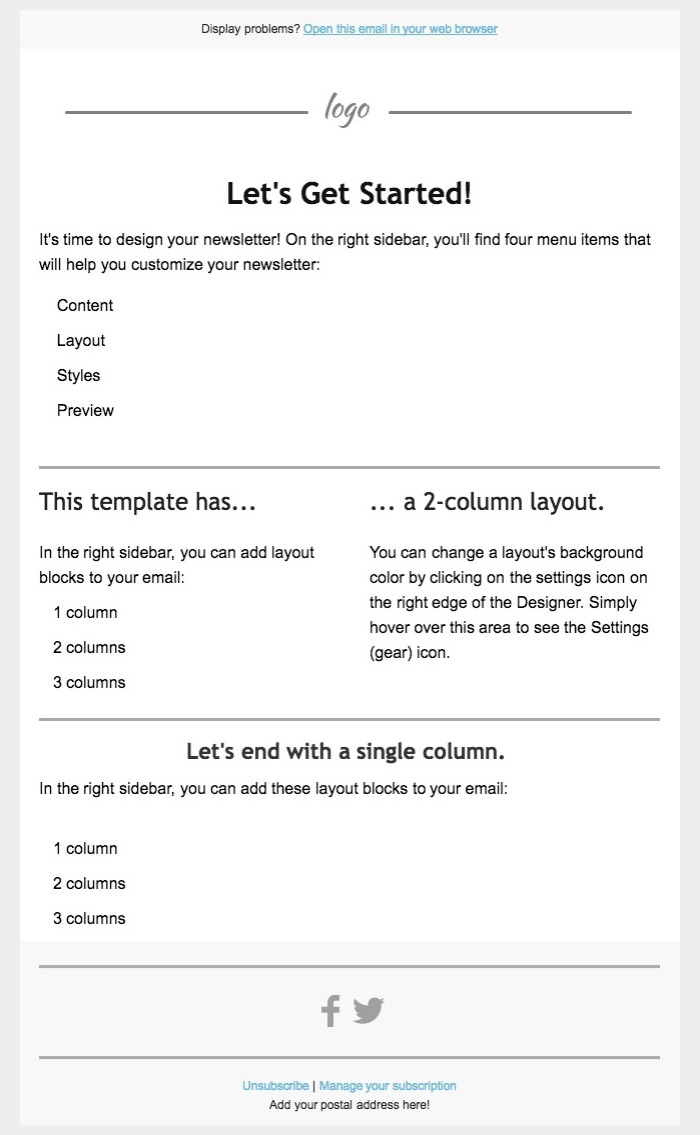 Display problems? Open this email in your web browser
logo
Let's Get Started!
It's time to design your newsletter! On the right sidebar, you'll find four menu items that
will help you customize your newsletter:
Content
Layout
Styles
Preview
This template has...
In the right sidebar, you can add layout
blocks to your email:
1 column
2 columns
3 columns
... a 2-column layout.
You can change a layout's background
color by clicking on the settings icon on
the right edge of the Designer. Simply
hover over this area to see the Settings
(gear) icon.
Let's end with a single column.
In the right sidebar, you can add these layout blocks to your email:
1 column
2 columns
3 columns
Unsubscribe | Manage your subscription
Add your postal address here!